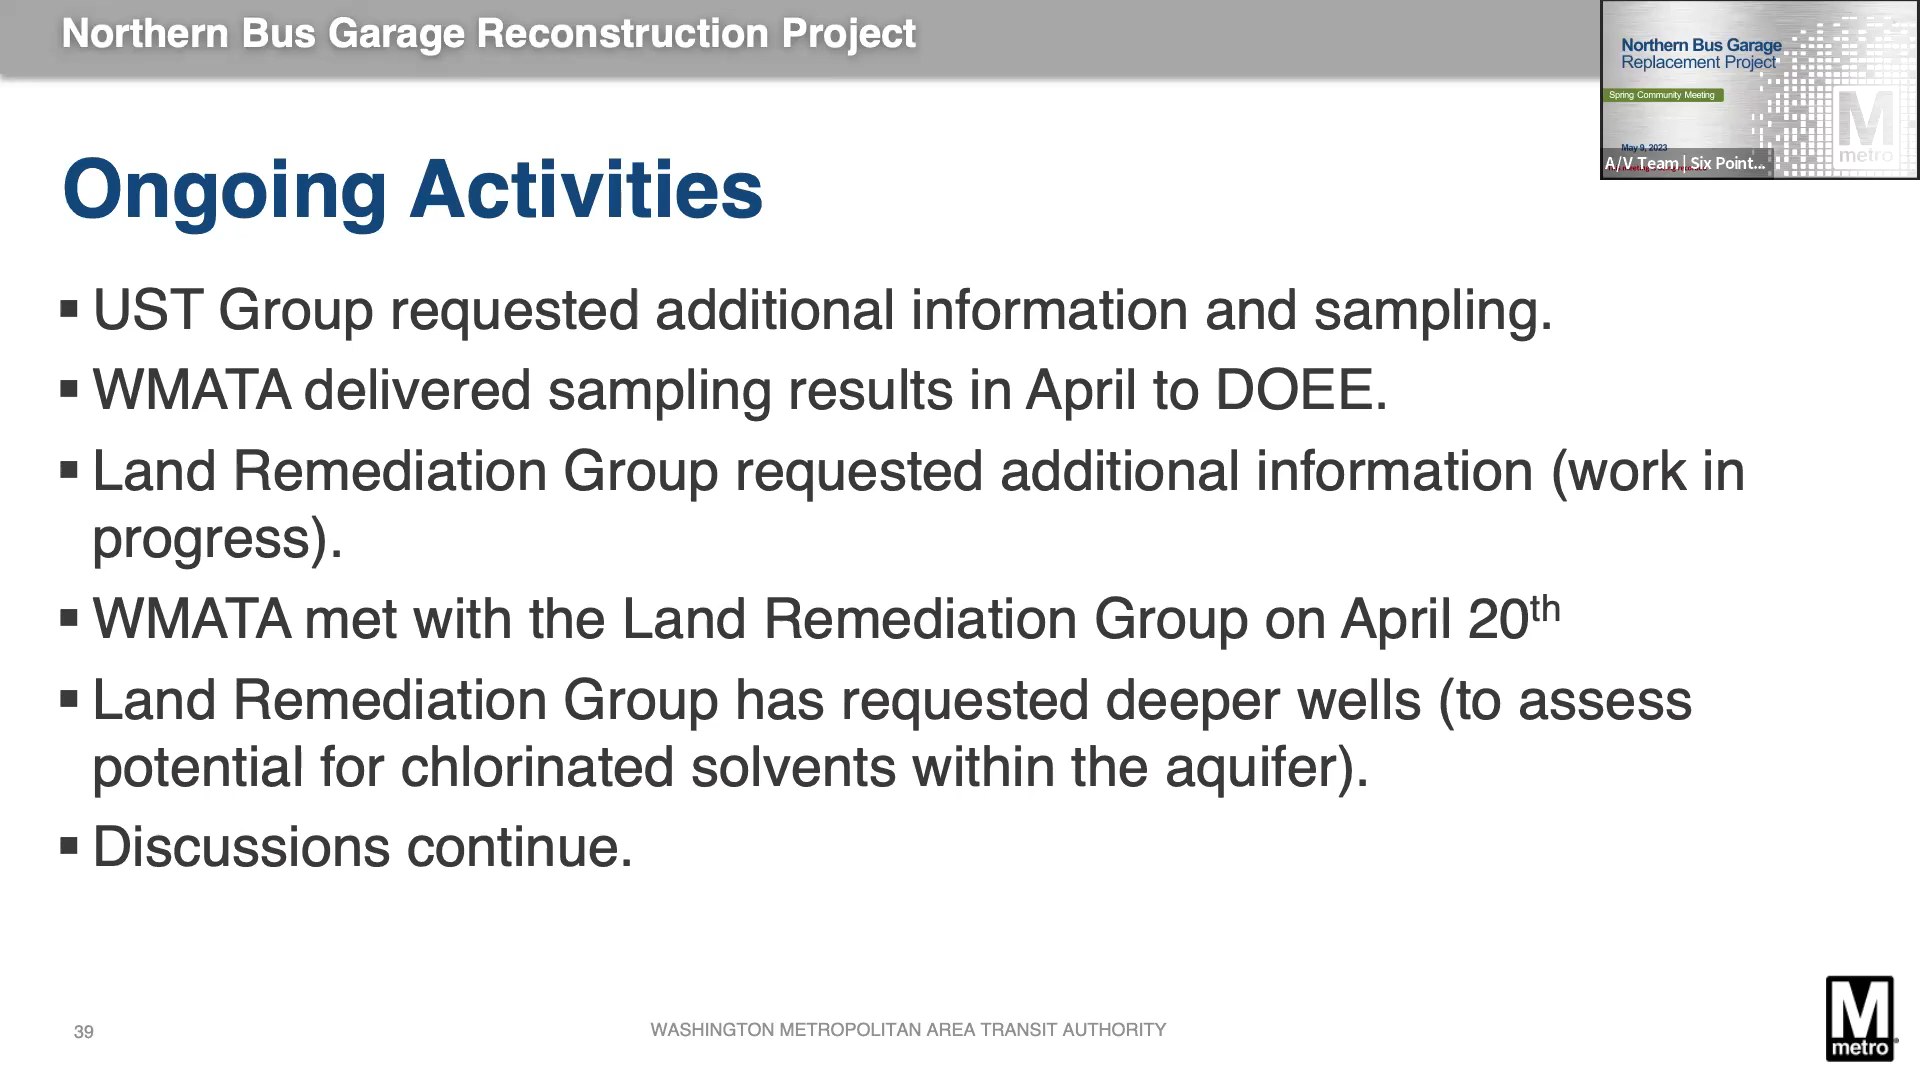 Northern Bus Garage Reconstruction Project
Northern Bus Garage
Replacement Project
Spring Community Meeting
May 9, 2023
A/V Team | Six Point...
M
metro
Ongoing Activities
▪ UST Group requested additional information and sampling.
▪ WMATA delivered sampling results in April to DOEE.
▪ Land Remediation Group requested additional information (work in
progress).
▪ WMATA met with the Land Remediation Group on April 20th
▪ Land Remediation Group has requested deeper wells (to assess
potential for chlorinated solvents within the aquifer).
▪ Discussions continue.
39
WASHINGTON METROPOLITAN AREA TRANSIT AUTHORITY
M
metro